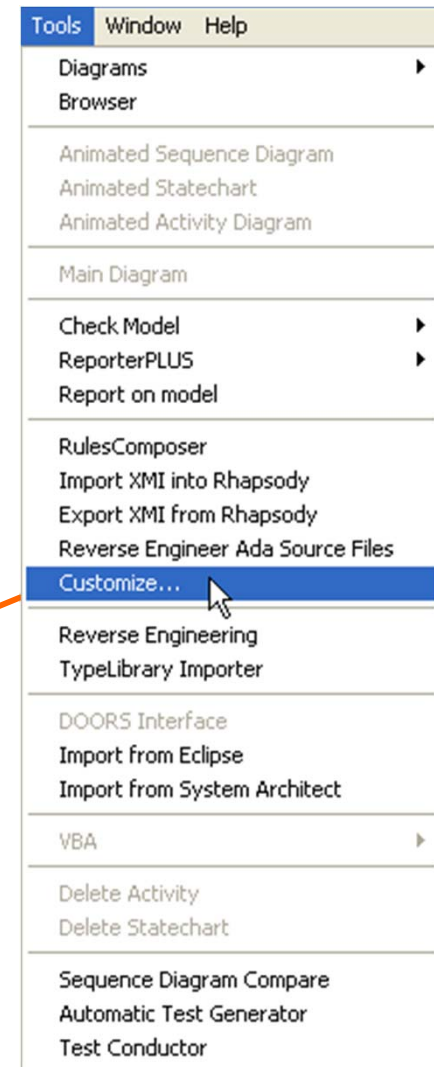 Tools Window Help
Diagrams
Browser
Animated Sequence Diagram
Animated Statechart
Animated Activity Diagram
Main Diagram
Check Model
ReporterPLUS
Report on model
RulesComposer
Import XMI into Rhapsody
Export XMI from Rhapsody
Reverse Engineer Ada Source Files
Customize...
Reverse Engineering
TypeLibrary Importer
DOORS Interface
Import from Eclipse
Import from System Architect
VBA
Delete Activity
Delete Statechart
Sequence Diagram Compare
Automatic Test Generator
Test Conductor